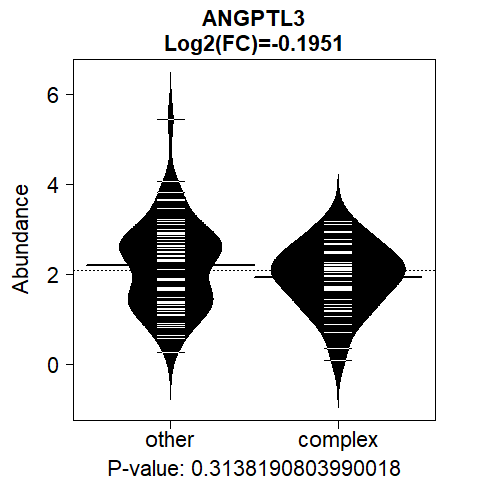 ANGPTL3
Log2(FC)=-0.1951
Abundance
6
4
2
0
other complex
P-value: 0.3138190803990018